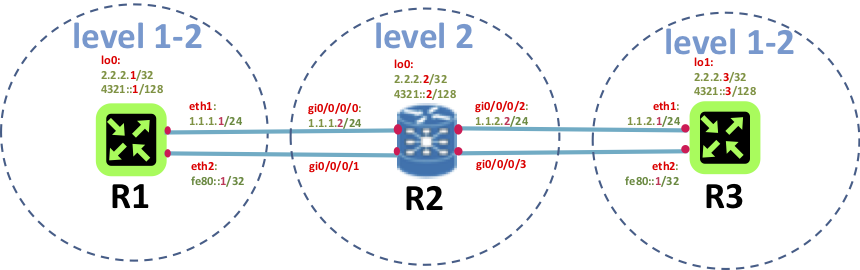 level 1-2
lo0:
2.2.2.1/32
4321::1/128
eth1:
1.1.1.1/24
eth2:
fe80::1/32
R1
level 2
lo0:
2.2.2.2/32
4321::2/128
gi0/0/0/0:
1.1.1.2/24
gi0/0/0/1
gi0/0/0/2:
1.1.2.2/24
gi0/0/0/3
R2
level 1-2
lo1:
2.2.2.3/32
4321::3/128
eth1:
1.1.2.1/24
eth2:
fe80::1/32
R3